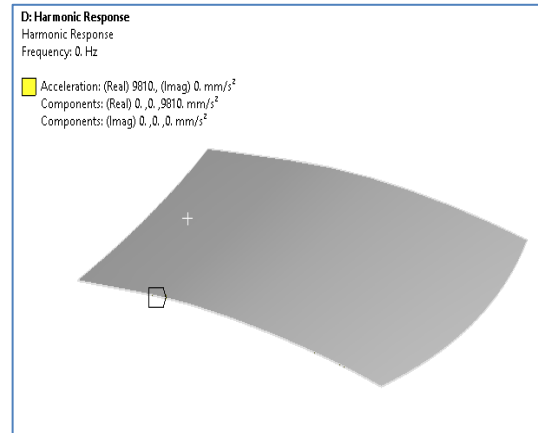 D: Harmonic Response
Harmonic Response
Frequency: 0. Hz
Acceleration: (Real) 9810., (Imag) 0. mm/s²
Components: (Real) 0. ,0. ,9810. mm/s²
Components: (Imag) 0. ,0. ,0. mm/s²